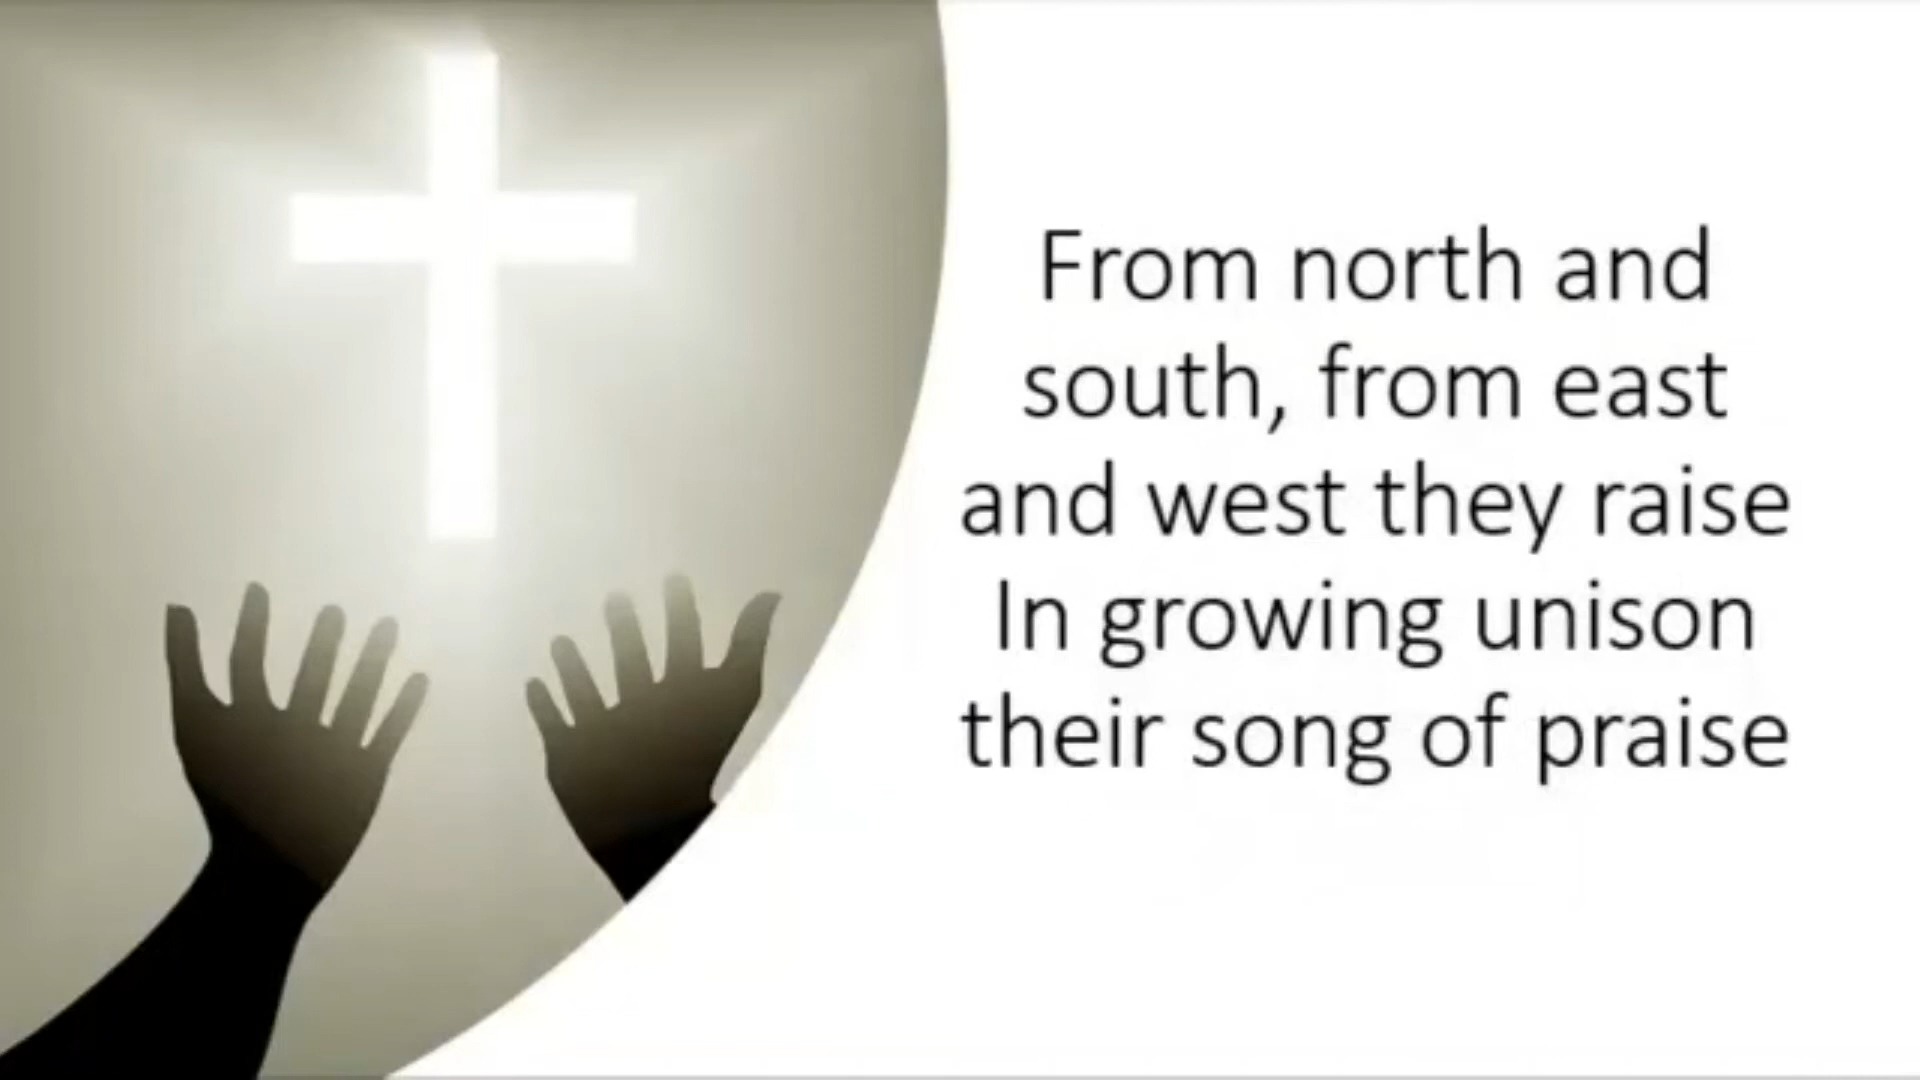 From north and
south, from east
and west they raise
In growing unison
their song of praise